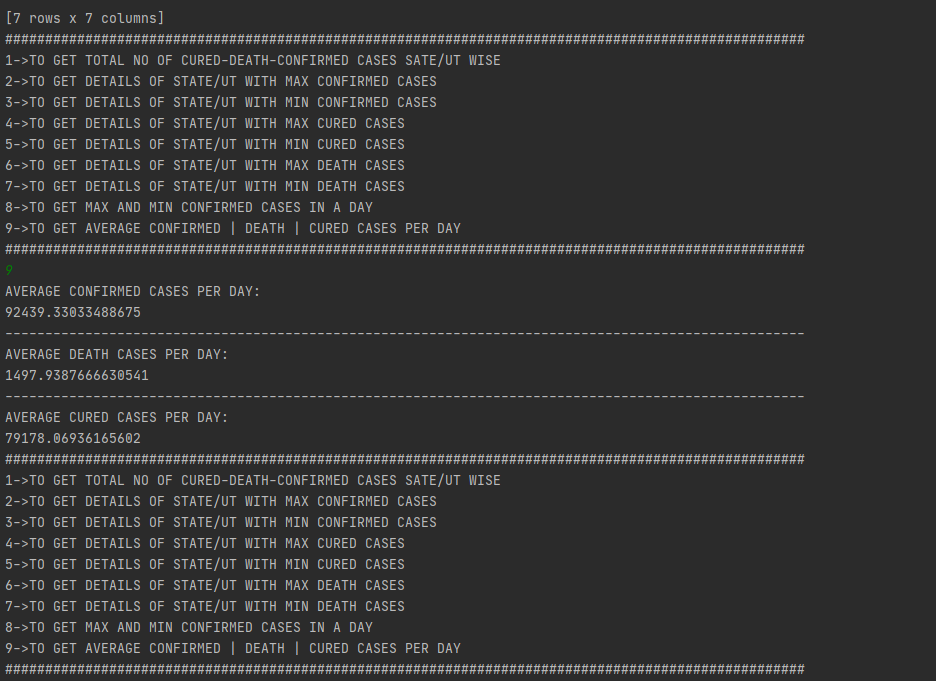 [7 rows x 7 columns]
####################################################################################################
1->TO GET TOTAL NO OF CURED-DEATH-CONFIRMED CASES SATE/UT WISE
2->TO GET DETAILS OF STATE/UT WITH MAX CONFIRMED CASES
3->TO GET DETAILS OF STATE/UT WITH MIN CONFIRMED CASES
4->TO GET DETAILS OF STATE/UT WITH MAX CURED CASES
5->TO GET DETAILS OF STATE/UT WITH MIN CURED CASES
6->TO GET DETAILS OF STATE/UT WITH MAX DEATH CASES
7->TO GET DETAILS OF STATE/UT WITH MIN DEATH CASES
8->TO GET MAX AND MIN CONFIRMED CASES IN A DAY
9->TO GET AVERAGE CONFIRMED | DEATH | CURED CASES PER DAY
####################################################################################################
9
AVERAGE CONFIRMED CASES PER DAY:
92439.33033488675
----------------------------------------------------------------------------------------------------
AVERAGE DEATH CASES PER DAY:
1497.9387666630541
----------------------------------------------------------------------------------------------------
AVERAGE CURED CASES PER DAY:
79178.06936165602
####################################################################################################
1->TO GET TOTAL NO OF CURED-DEATH-CONFIRMED CASES SATE/UT WISE
2->TO GET DETAILS OF STATE/UT WITH MAX CONFIRMED CASES
3->TO GET DETAILS OF STATE/UT WITH MIN CONFIRMED CASES
4->TO GET DETAILS OF STATE/UT WITH MAX CURED CASES
5->TO GET DETAILS OF STATE/UT WITH MIN CURED CASES
6->TO GET DETAILS OF STATE/UT WITH MAX DEATH CASES
7->TO GET DETAILS OF STATE/UT WITH MIN DEATH CASES
8->TO GET MAX AND MIN CONFIRMED CASES IN A DAY
9->TO GET AVERAGE CONFIRMED | DEATH | CURED CASES PER DAY
####################################################################################################